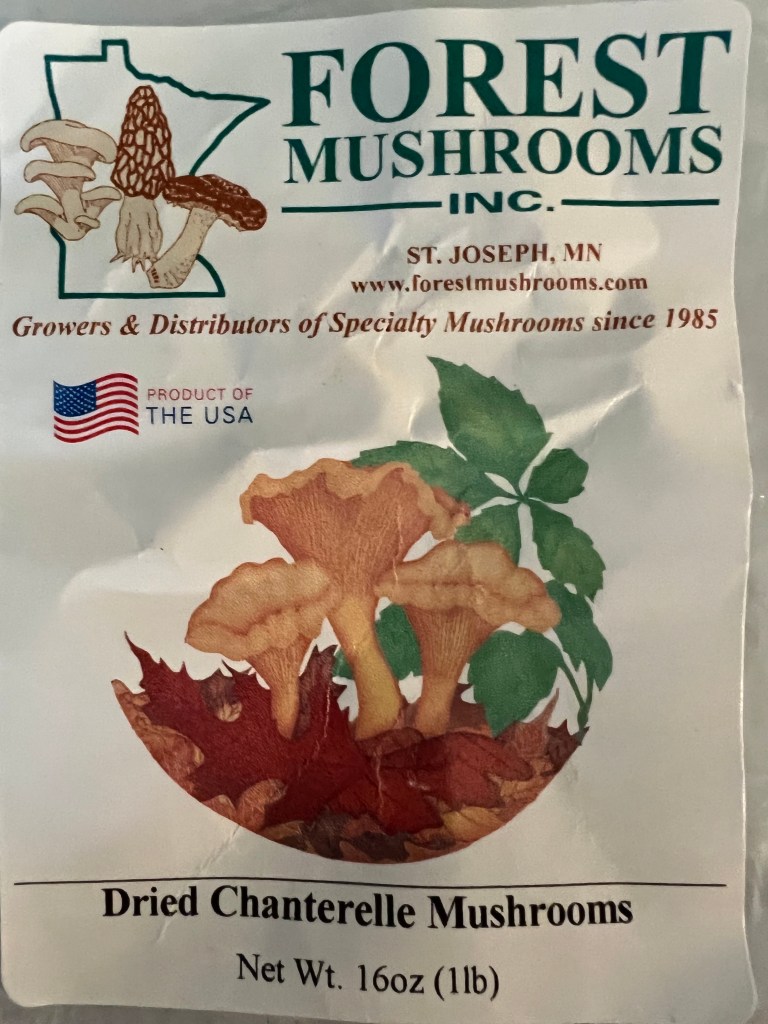 FOREST
MUSHROOMS
INC.
ST. JOSEPH, MN
www.forestmushrooms.com
Growers & Distributors of Specialty Mushrooms since 1985
PRODUCT OF
THE USA
Dried Chanterelle Mushrooms
Net Wt. 16oz (1lb)